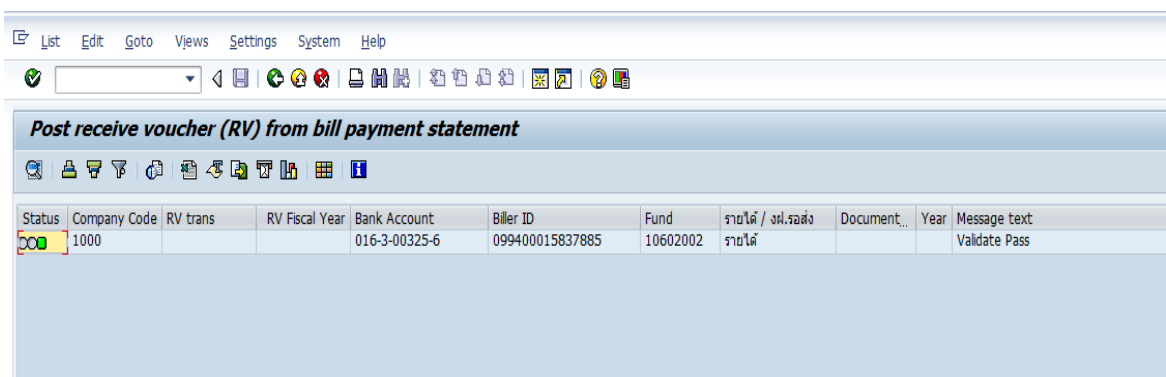 List Edit Goto Views Settings System Help
Post receive voucher (RV) from bill payment statement
Status Company Code RV trans RV Fiscal Year Bank Account Biller ID Fund รายได้ / งฝ.รอส่ง Document... Year Message text
1000 016-3-00325-6 099400015837885 10602002 รายได้ Validate Pass